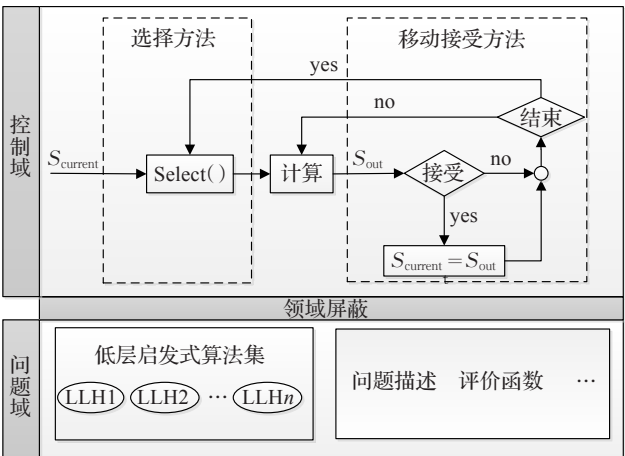 控制域
选择方法
移动接受方法
yes
no
结束
S_current
Select( )
计算
S_out
接受
no
yes
S_current = S_out
领域屏蔽
问题域
低层启发式算法集
LLH1 LLH2 … LLHn
问题描述 评价函数 …